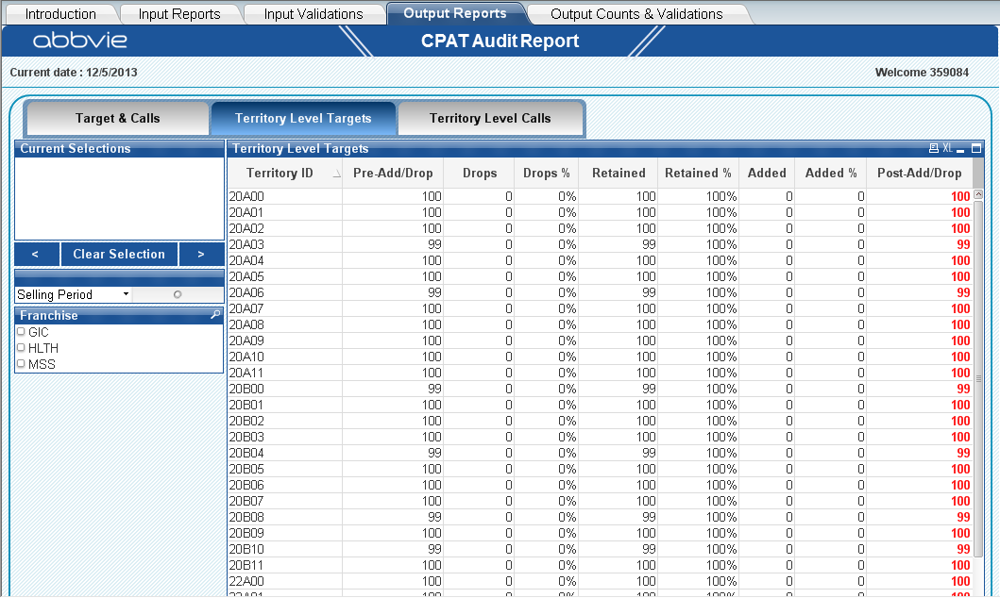 Introduction Input Reports Input Validations Output Reports Output Counts & Validations
abbvie CPAT Audit Report
Current date : 12/5/2013 Welcome 359084
Target & Calls Territory Level Targets Territory Level Calls
Current Selections
< Clear Selection >
Selling Period
Franchise
GIC
HLTH
MSS
Territory Level Targets XL
Territory ID Pre-Add/Drop Drops Drops % Retained Retained % Added Added % Post-Add/Drop
20A00 100 0 0% 100 100% 0 0 100
20A01 100 0 0% 100 100% 0 0 100
20A02 100 0 0% 100 100% 0 0 100
20A03 99 0 0% 99 100% 0 0 99
20A04 100 0 0% 100 100% 0 0 100
20A05 100 0 0% 100 100% 0 0 100
20A06 99 0 0% 99 100% 0 0 99
20A07 100 0 0% 100 100% 0 0 100
20A08 100 0 0% 100 100% 0 0 100
20A09 100 0 0% 100 100% 0 0 100
20A10 100 0 0% 100 100% 0 0 100
20A11 100 0 0% 100 100% 0 0 100
20B00 99 0 0% 99 100% 0 0 99
20B01 100 0 0% 100 100% 0 0 100
20B02 100 0 0% 100 100% 0 0 100
20B03 100 0 0% 100 100% 0 0 100
20B04 99 0 0% 99 100% 0 0 99
20B05 100 0 0% 100 100% 0 0 100
20B06 100 0 0% 100 100% 0 0 100
20B07 100 0 0% 100 100% 0 0 100
20B08 99 0 0% 99 100% 0 0 99
20B09 100 0 0% 100 100% 0 0 100
20B10 99 0 0% 99 100% 0 0 99
20B11 100 0 0% 100 100% 0 0 100
22A00 100 0 0% 100 100% 0 0 100